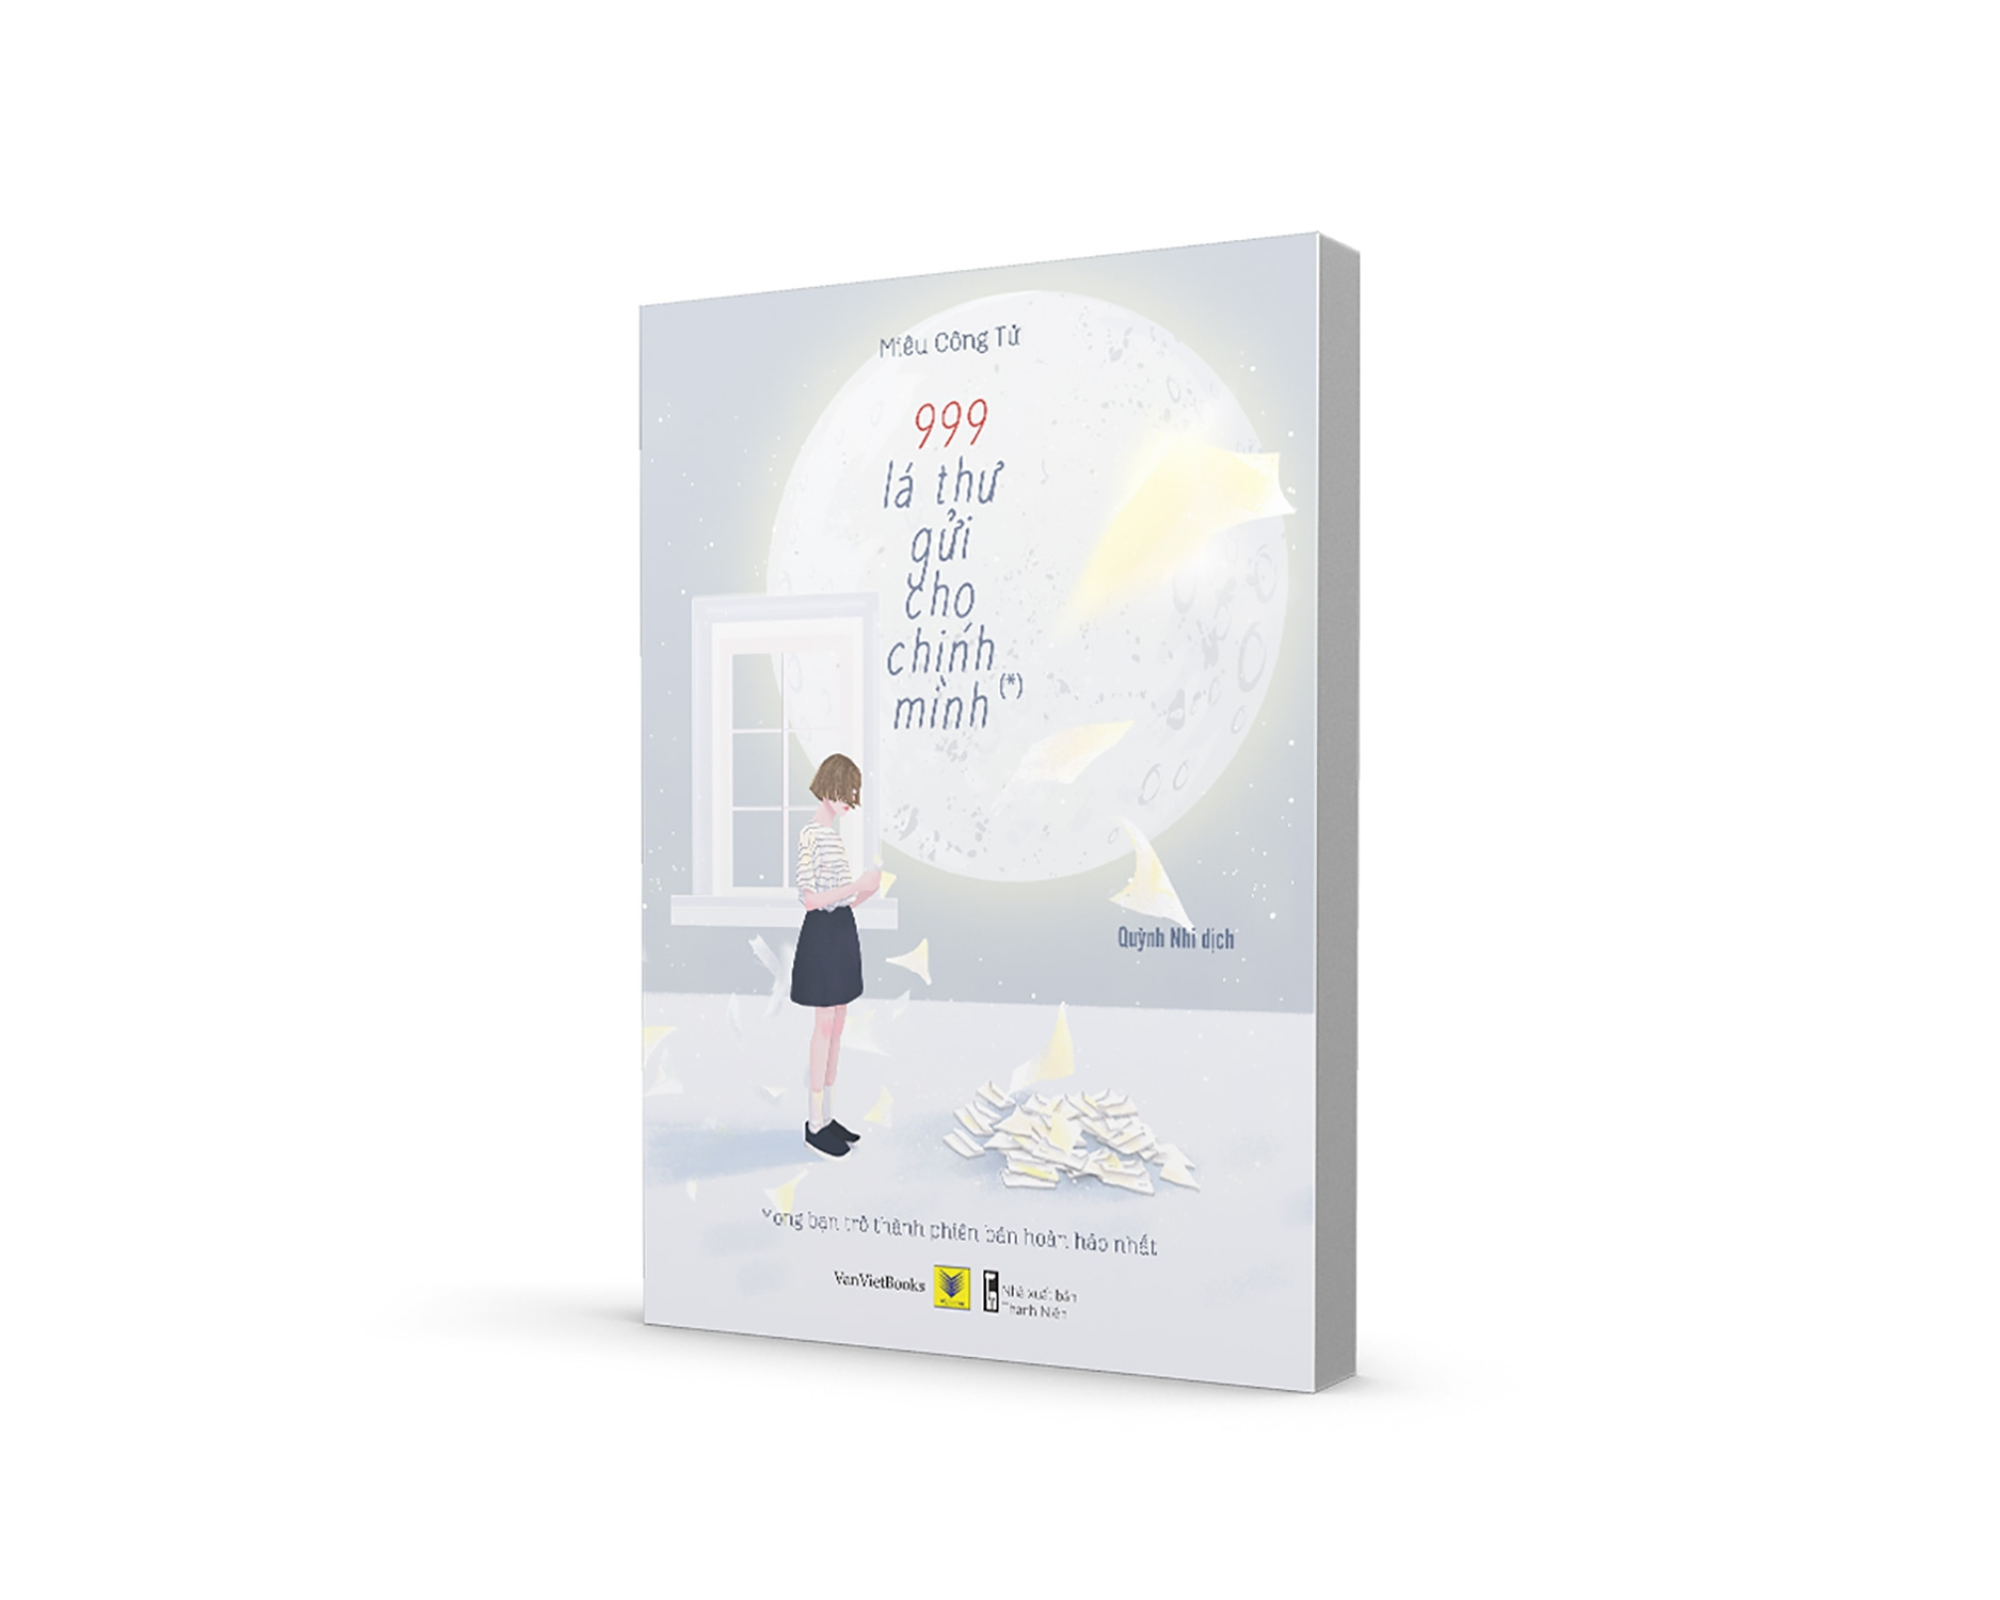 Miêu Công Tử
999
lá thư
gửi
cho
chính
mình (*)
Quỳnh Nhi dịch
Mong bạn trở thành phiên bản hoàn hảo nhất
VanVietBooks
Nhà xuất bản
Thanh Niên